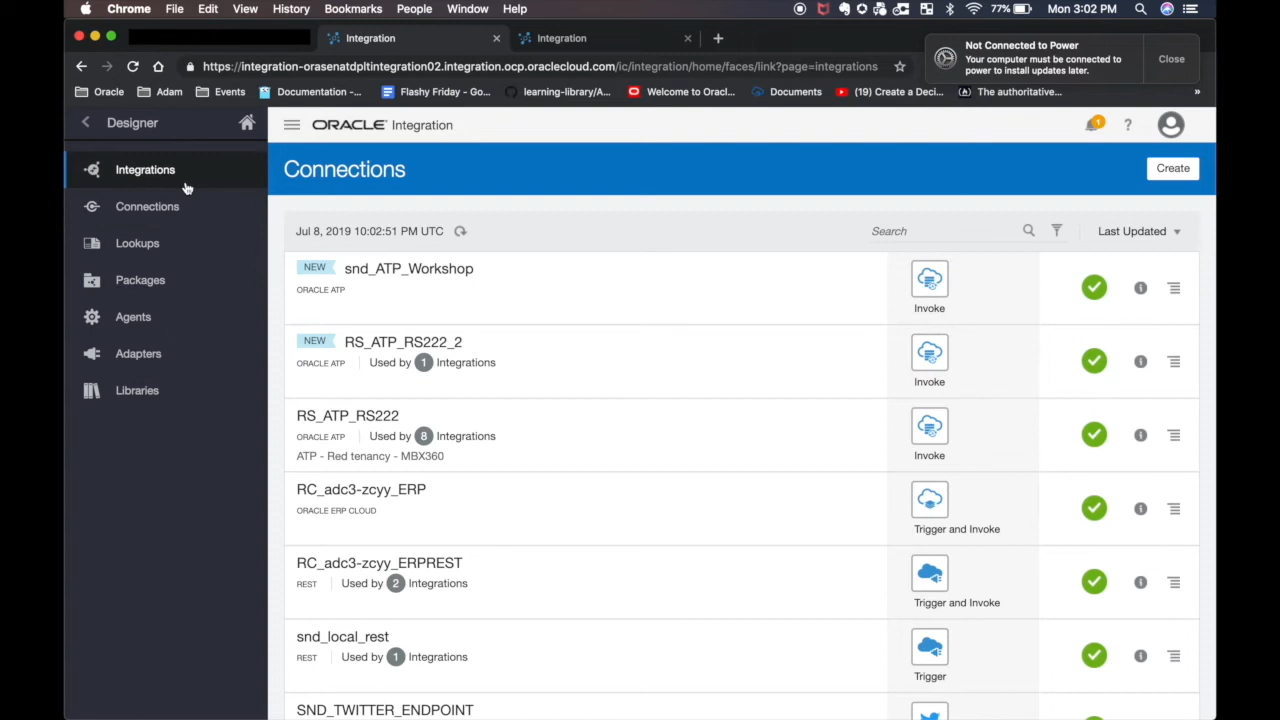 Chrome File Edit View History Bookmarks People Window Help 77% Mon 3:02 PM
Integration Integration
Not Connected to Power
Your computer must be connected to power to install updates later.
Close
https://integration-orasenatdpltintegration02.integration.ocp.oraclecloud.com/ic/integration/home/faces/link?page=integrations
Oracle Adam Events Documentation -... Flashy Friday - Go... learning-library/A... Welcome to Oracl... Documents (19) Create a Deci... The authoritative... »
Designer
Integrations
Connections
Lookups
Packages
Agents
Adapters
Libraries
ORACLE Integration 1 ?
Connections Create
Jul 8, 2019 10:02:51 PM UTC Search Last Updated
NEW snd_ATP_Workshop
ORACLE ATP
Invoke
NEW RS_ATP_RS222_2
ORACLE ATP Used by 1 Integrations
Invoke
RS_ATP_RS222
ORACLE ATP Used by 8 Integrations
ATP - Red tenancy - MBX360
Invoke
RC_adc3-zcyy_ERP
ORACLE ERP CLOUD
Trigger and Invoke
RC_adc3-zcyy_ERPREST
REST Used by 2 Integrations
Trigger and Invoke
snd_local_rest
REST Used by 1 Integrations
Trigger
SND_TWITTER_ENDPOINT